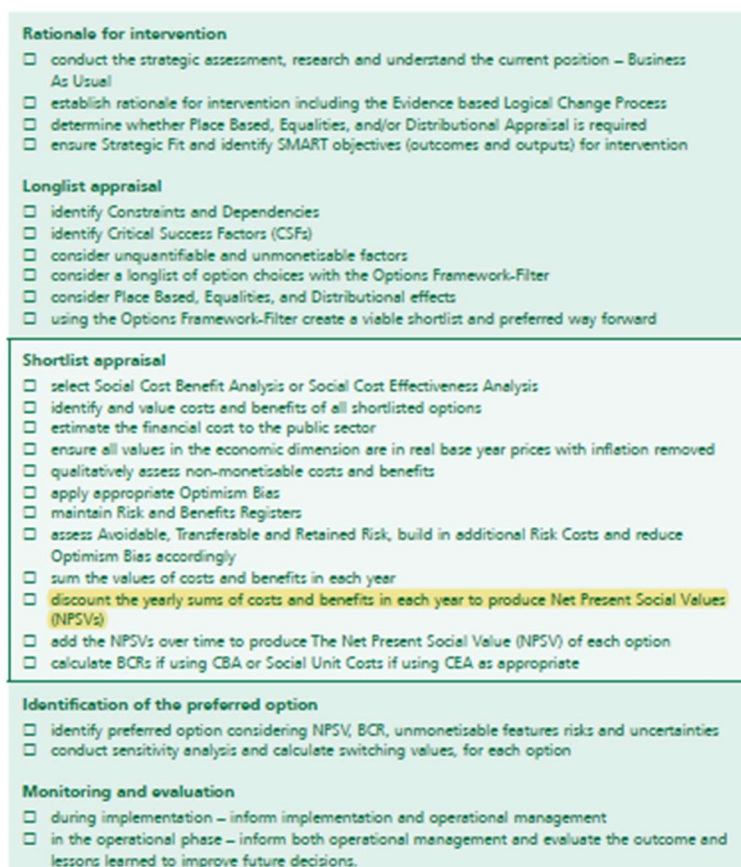 Rationale for intervention
☐ conduct the strategic assessment, research and understand the current position – Business
As Usual
☐ establish rationale for intervention including the Evidence based Logical Change Process
☐ determine whether Place Based, Equalities, and/or Distributional Appraisal is required
☐ ensure Strategic Fit and identify SMART objectives (outcomes and outputs) for intervention
Longlist appraisal
☐ identify Constraints and Dependencies
☐ identify Critical Success Factors (CSFs)
☐ consider unquantifiable and unmonetisable factors
☐ consider a longlist of option choices with the Options Framework-Filter
☐ consider Place Based, Equalities, and Distributional effects
☐ using the Options Framework-Filter create a viable shortlist and preferred way forward
Shortlist appraisal
☐ select Social Cost Benefit Analysis or Social Cost Effectiveness Analysis
☐ identify and value costs and benefits of all shortlisted options
☐ estimate the financial cost to the public sector
☐ ensure all values in the economic dimension are in real base year prices with inflation removed
☐ qualitatively assess non-monetisable costs and benefits
☐ apply appropriate Optimism Bias
☐ maintain Risk and Benefits Registers
☐ assess Avoidable, Transferable and Retained Risk, build in additional Risk Costs and reduce
Optimism Bias accordingly
☐ sum the values of costs and benefits in each year
☐ discount the yearly sums of costs and benefits in each year to produce Net Present Social Values
(NPSVs)
☐ add the NPSVs over time to produce The Net Present Social Value (NPSV) of each option
☐ calculate BCRs if using CBA or Social Unit Costs if using CEA as appropriate
Identification of the preferred option
☐ identify preferred option considering NPSV, BCR, unmonetisable features risks and uncertainties
☐ conduct sensitivity analysis and calculate switching values, for each option
Monitoring and evaluation
☐ during implementation – inform implementation and operational management
☐ in the operational phase – inform both operational management and evaluate the outcome and
lessons learned to improve future decisions.